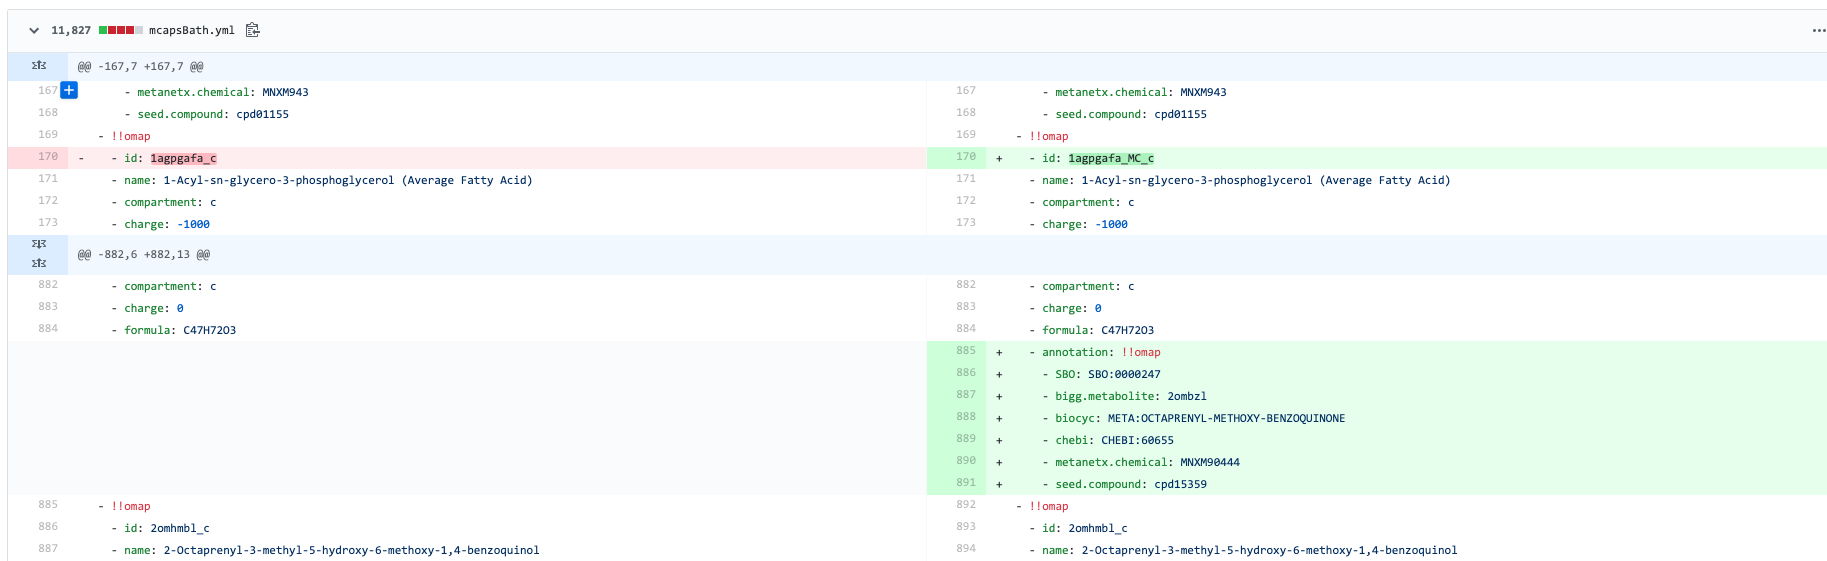 11,827 mcapsBath.yml
@@ -167,7 +167,7 @@
167 - metanetx.chemical: MNXM943 167 - metanetx.chemical: MNXM943
168 - seed.compound: cpd01155 168 - seed.compound: cpd01155
169 - !!omap 169 - !!omap
170 - - id: 1agpgafa_c 170 + - id: 1agpgafa_MC_c
171 - name: 1-Acyl-sn-glycero-3-phosphoglycerol (Average Fatty Acid) 171 - name: 1-Acyl-sn-glycero-3-phosphoglycerol (Average Fatty Acid)
172 - compartment: c 172 - compartment: c
173 - charge: -1000 173 - charge: -1000
@@ -882,6 +882,13 @@
882 - compartment: c 882 - compartment: c
883 - charge: 0 883 - charge: 0
884 - formula: C47H72O3 884 - formula: C47H72O3
885 + - annotation: !!omap
886 + - SBO: SBO:0000247
887 + - bigg.metabolite: 2ombzl
888 + - biocyc: META:OCTAPRENYL-METHOXY-BENZOQUINONE
889 + - chebi: CHEBI:60655
890 + - metanetx.chemical: MNXM90444
891 + - seed.compound: cpd15359
885 - !!omap 892 - !!omap
886 - id: 2omhmbl_c 893 - id: 2omhmbl_c
887 - name: 2-Octaprenyl-3-methyl-5-hydroxy-6-methoxy-1,4-benzoquinol 894 - name: 2-Octaprenyl-3-methyl-5-hydroxy-6-methoxy-1,4-benzoquinol